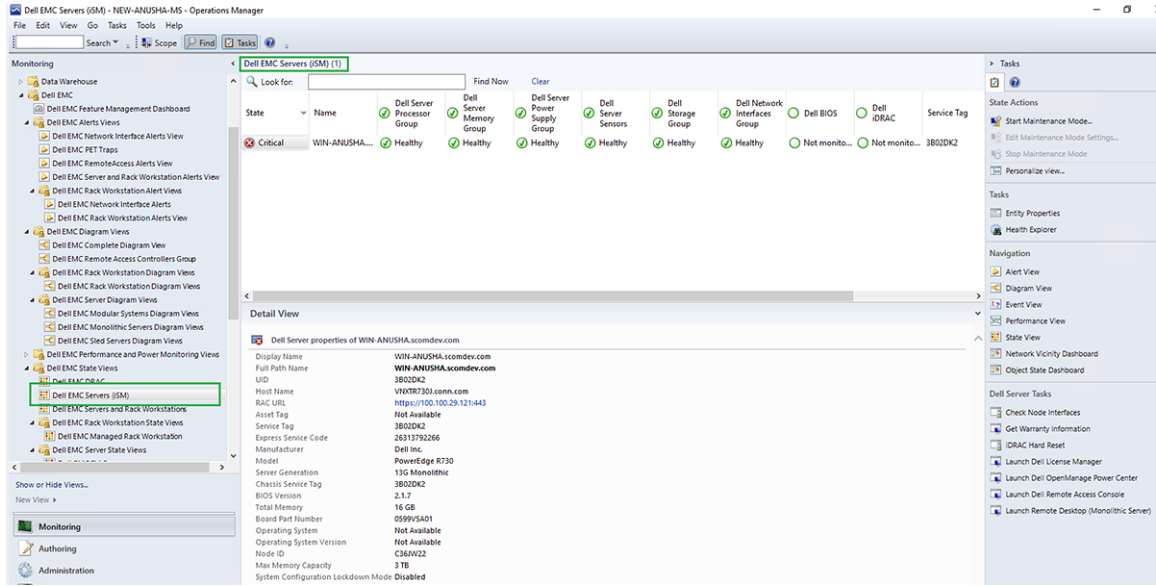 Dell EMC Servers (iSM) - NEW-ANUSHA-MS - Operations Manager
File Edit View Go Tasks Tools Help
Search Scope Find Tasks
Monitoring
Data Warehouse
Dell EMC
Dell EMC Feature Management Dashboard
Dell EMC Alerts Views
Dell EMC Network Interface Alerts View
Dell EMC PET Traps
Dell EMC RemoteAccess Alerts View
Dell EMC Server and Rack Workstation Alerts View
Dell EMC Rack Workstation Alert Views
Dell EMC Network Interface Alerts
Dell EMC Rack Workstation Alerts View
Dell EMC Diagram Views
Dell EMC Complete Diagram View
Dell EMC Remote Access Controllers Group
Dell EMC Rack Workstation Diagram Views
Dell EMC Rack Workstation Diagram Views
Dell EMC Server Diagram Views
Dell EMC Modular Systems Diagram Views
Dell EMC Monolithic Servers Diagram Views
Dell EMC Sled Servers Diagram Views
Dell EMC Performance and Power Monitoring Views
Dell EMC State Views
Dell EMC DRAC
Dell EMC Servers (iSM)
Dell EMC Servers and Rack Workstations
Dell EMC Rack Workstation State Views
Dell EMC Managed Rack Workstation
Dell EMC Server State Views
Show or Hide Views...
New View
Monitoring
Authoring
Administration
Dell EMC Servers (iSM) (1)
Look for: Find Now Clear
State Name Dell Server Processor Group Dell Server Memory Group Dell Server Power Supply Group Dell Server Sensors Dell Storage Group Dell Network Interfaces Group Dell BIOS Dell iDRAC Service Tag
Critical WIN-ANUSHA.... Healthy Healthy Healthy Healthy Healthy Healthy Not monito... Not monito... 3B02DK2
Detail View
Dell Server properties of WIN-ANUSHA.scomdev.com
Display Name WIN-ANUSHA.scomdev.com
Full Path Name WIN-ANUSHA.scomdev.com
UID 3B02DK2
Host Name VNXTR730J.conn.com
RAC URL https://100.100.29.121:443
Asset Tag Not Available
Service Tag 3B02DK2
Express Service Code 26313792266
Manufacturer Dell Inc.
Model PowerEdge R730
Server Generation 13G Monolithic
Chassis Service Tag 3B02DK2
BIOS Version 2.1.7
Total Memory 16 GB
Board Part Number 0599V5A01
Operating System Not Available
Operating System Version Not Available
Node ID C36JW22
Max Memory Capacity 3 TB
System Configuration Lockdown Mode Disabled
Tasks
State Actions
Start Maintenance Mode...
Edit Maintenance Mode Settings...
Stop Maintenance Mode
Personalize view...
Tasks
Entity Properties
Health Explorer
Navigation
Alert View
Diagram View
Event View
Performance View
State View
Network Vicinity Dashboard
Object State Dashboard
Dell Server Tasks
Check Node Interfaces
Get Warranty Information
iDRAC Hard Reset
Launch Dell License Manager
Launch Dell OpenManage Power Center
Launch Dell Remote Access Console
Launch Remote Desktop (Monolithic Server)